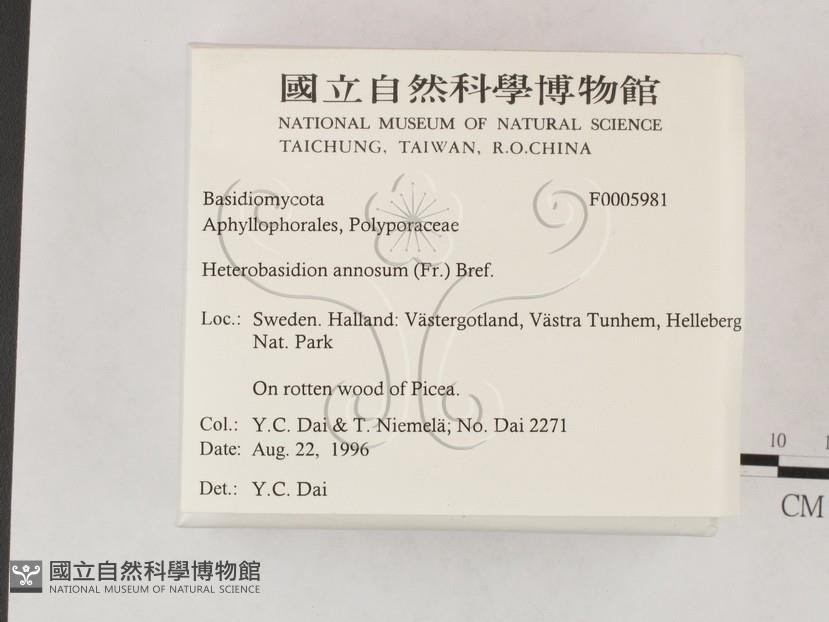 國立自然科學博物館
NATIONAL MUSEUM OF NATURAL SCIENCE
TAICHUNG, TAIWAN, R.O.CHINA
Basidiomycota F0005981
Aphyllophorales, Polyporaceae
Heterobasidion annosum (Fr.) Bref.
Loc.: Sweden. Halland: Västergotland, Västra Tunhem, Helleberg
Nat. Park
On rotten wood of Picea.
Col.: Y.C. Dai & T. Niemelä; No. Dai 2271
Date: Aug. 22, 1996
Det.: Y.C. Dai
10
CM
國立自然科學博物館
NATIONAL MUSEUM OF NATURAL SCIENCE